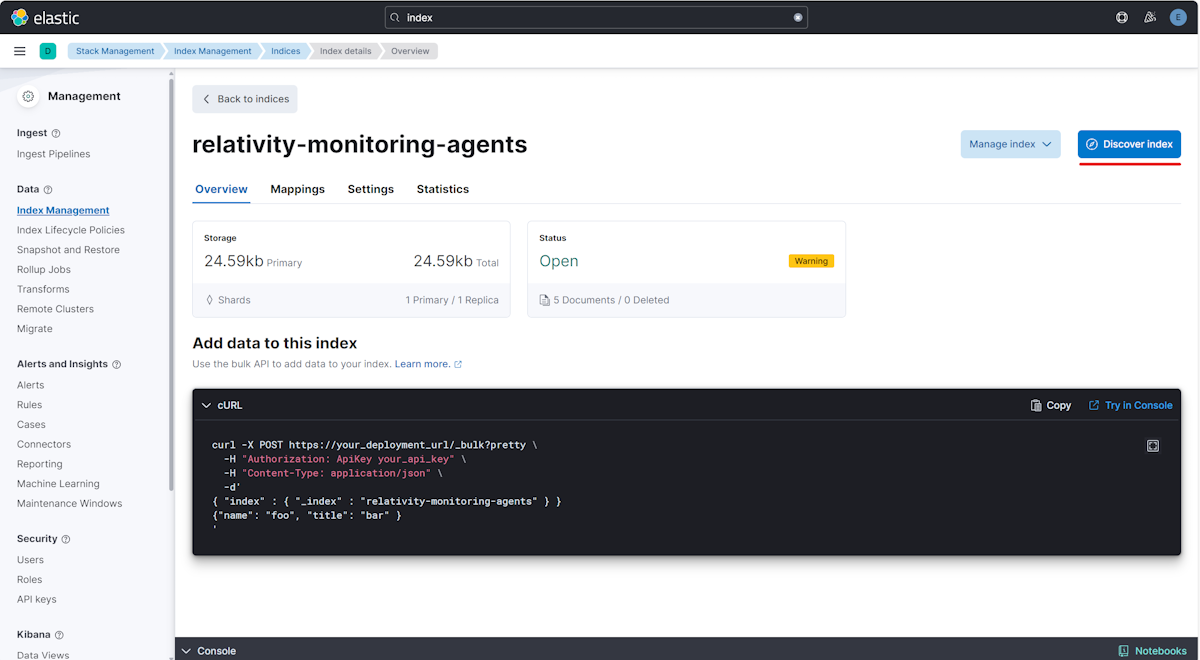 elastic
index
E
D
Stack Management
Index Management
Indices
Index details
Overview
Management
Ingest
Ingest Pipelines
Data
Index Management
Index Lifecycle Policies
Snapshot and Restore
Rollup Jobs
Transforms
Remote Clusters
Migrate
Alerts and Insights
Alerts
Rules
Cases
Connectors
Reporting
Machine Learning
Maintenance Windows
Security
Users
Roles
API keys
Kibana
Data Views
Back to indices
relativity-monitoring-agents
Manage index
Discover index
Overview
Mappings
Settings
Statistics
Storage
24.59kb Primary
24.59kb Total
Shards
1 Primary / 1 Replica
Status
Open
Warning
5 Documents / 0 Deleted
Add data to this index
Use the bulk API to add data to your index. Learn more.
cURL
Copy
Try in Console
curl -X POST https://your_deployment_url/_bulk?pretty \
-H "Authorization: ApiKey your_api_key" \
-H "Content-Type: application/json" \
-d'
{ "index" : { "_index" : "relativity-monitoring-agents" } }
{"name": "foo", "title": "bar" }
'
Console
Notebooks